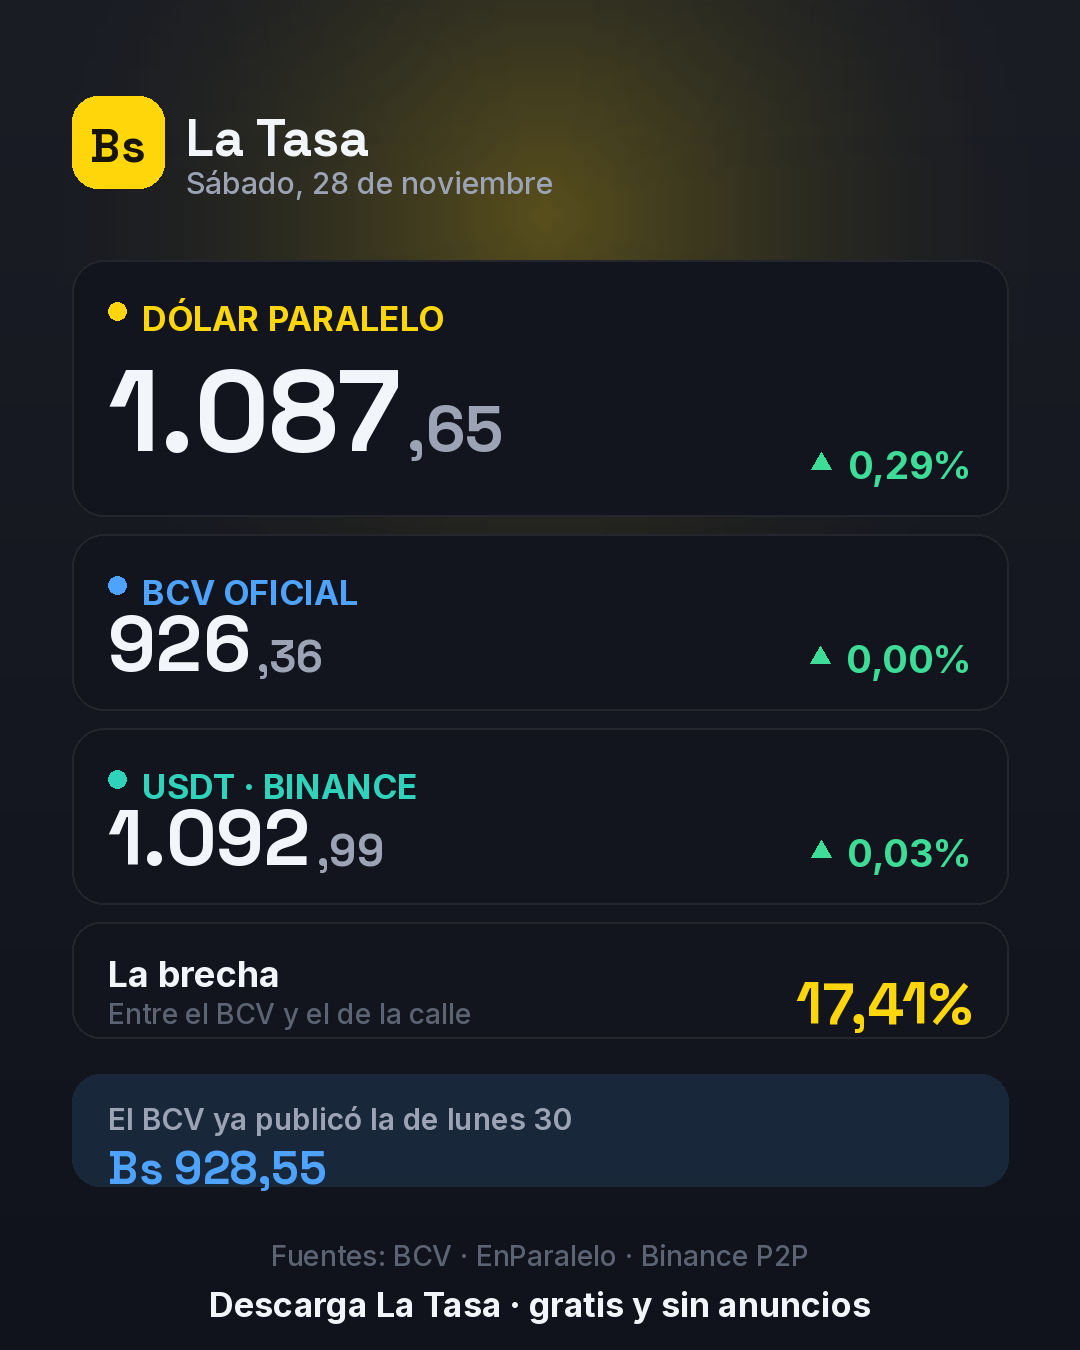 Bs
La Tasa
Sábado, 28 de noviembre
DÓLAR PARALELO
1.087,65
▲ 0,29%
BCV OFICIAL
926,36
▲ 0,00%
USDT · BINANCE
1.092,99
▲ 0,03%
La brecha
Entre el BCV y el de la calle
17,41%
El BCV ya publicó la de lunes 30
Bs 928,55
Fuentes: BCV · EnParalelo · Binance P2P
Descarga La Tasa · gratis y sin anuncios